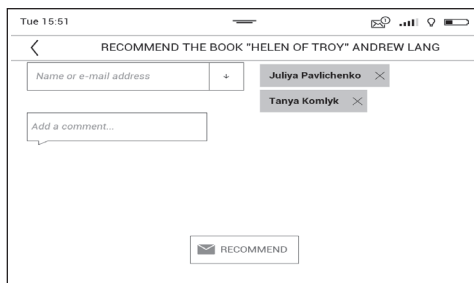 Tue 15:51
RECOMMEND THE BOOK "HELEN OF TROY" ANDREW LANG
Name or e-mail address
Juliya Pavlichenko
Tanya Komlyk
Add a comment...
RECOMMEND